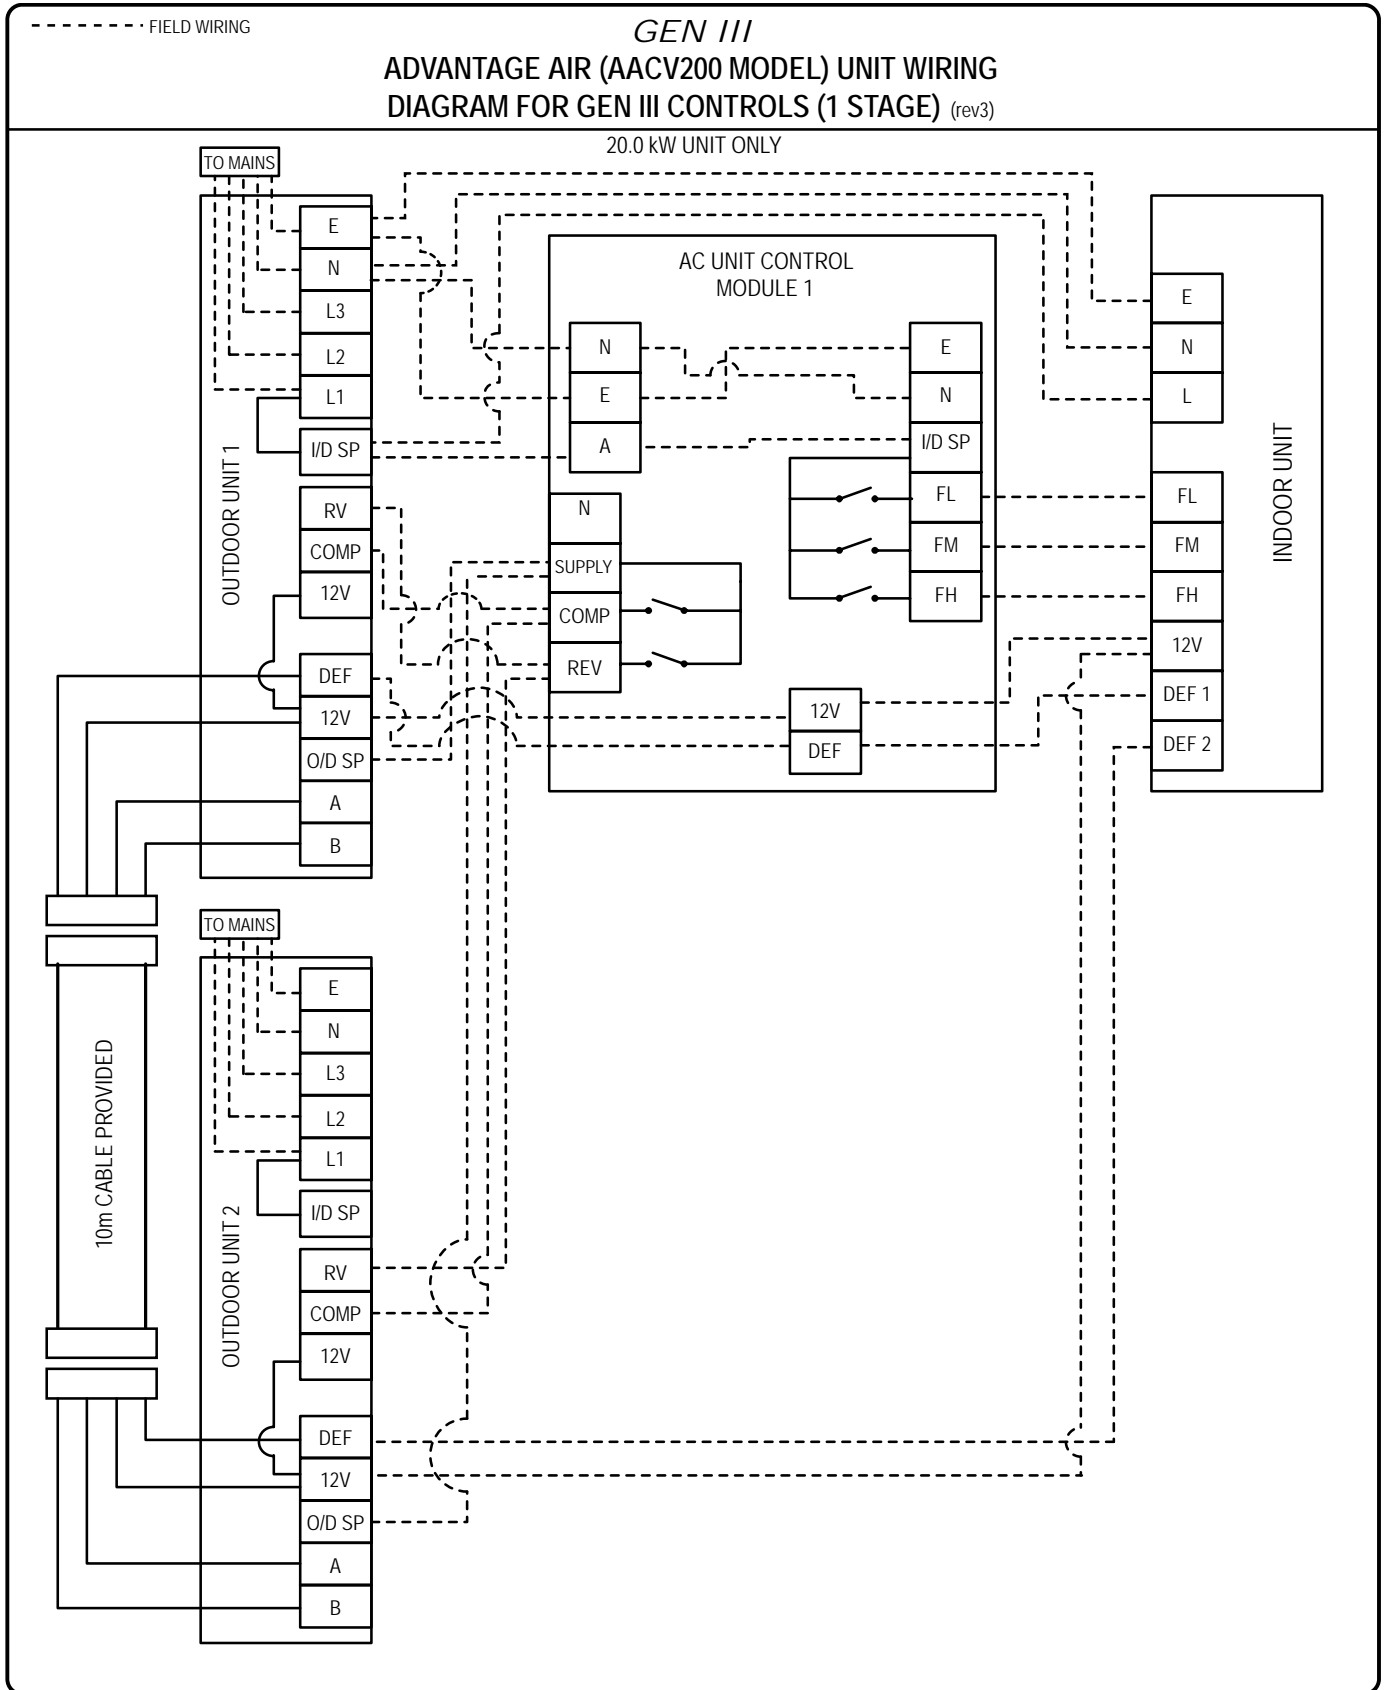 FIELD WIRING
GEN III
ADVANTAGE AIR (AACV200 MODEL) UNIT WIRING
DIAGRAM FOR GEN III CONTROLS (1 STAGE) (rev3)
20.0 kW UNIT ONLY
TO MAINS
E
N
L3
L2
L1
I/D SP
RV
COMP
12V
DEF
12V
O/D SP
A
B
OUTDOOR UNIT 1
AC UNIT CONTROL
MODULE 1
N
E
A
N
SUPPLY
COMP
REV
E
N
I/D SP
FL
FM
FH
12V
DEF
E
N
L
FL
FM
FH
12V
DEF 1
DEF 2
INDOOR UNIT
TO MAINS
E
N
L3
L2
L1
I/D SP
RV
COMP
12V
DEF
12V
O/D SP
A
B
OUTDOOR UNIT 2
10m CABLE PROVIDED